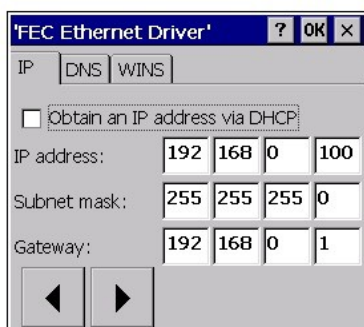 'FEC Ethernet Driver' ? OK ×
IP DNS WINS
Obtain an IP address via DHCP
IP address: 192 168 0 100
Subnet mask: 255 255 255 0
Gateway: 192 168 0 1